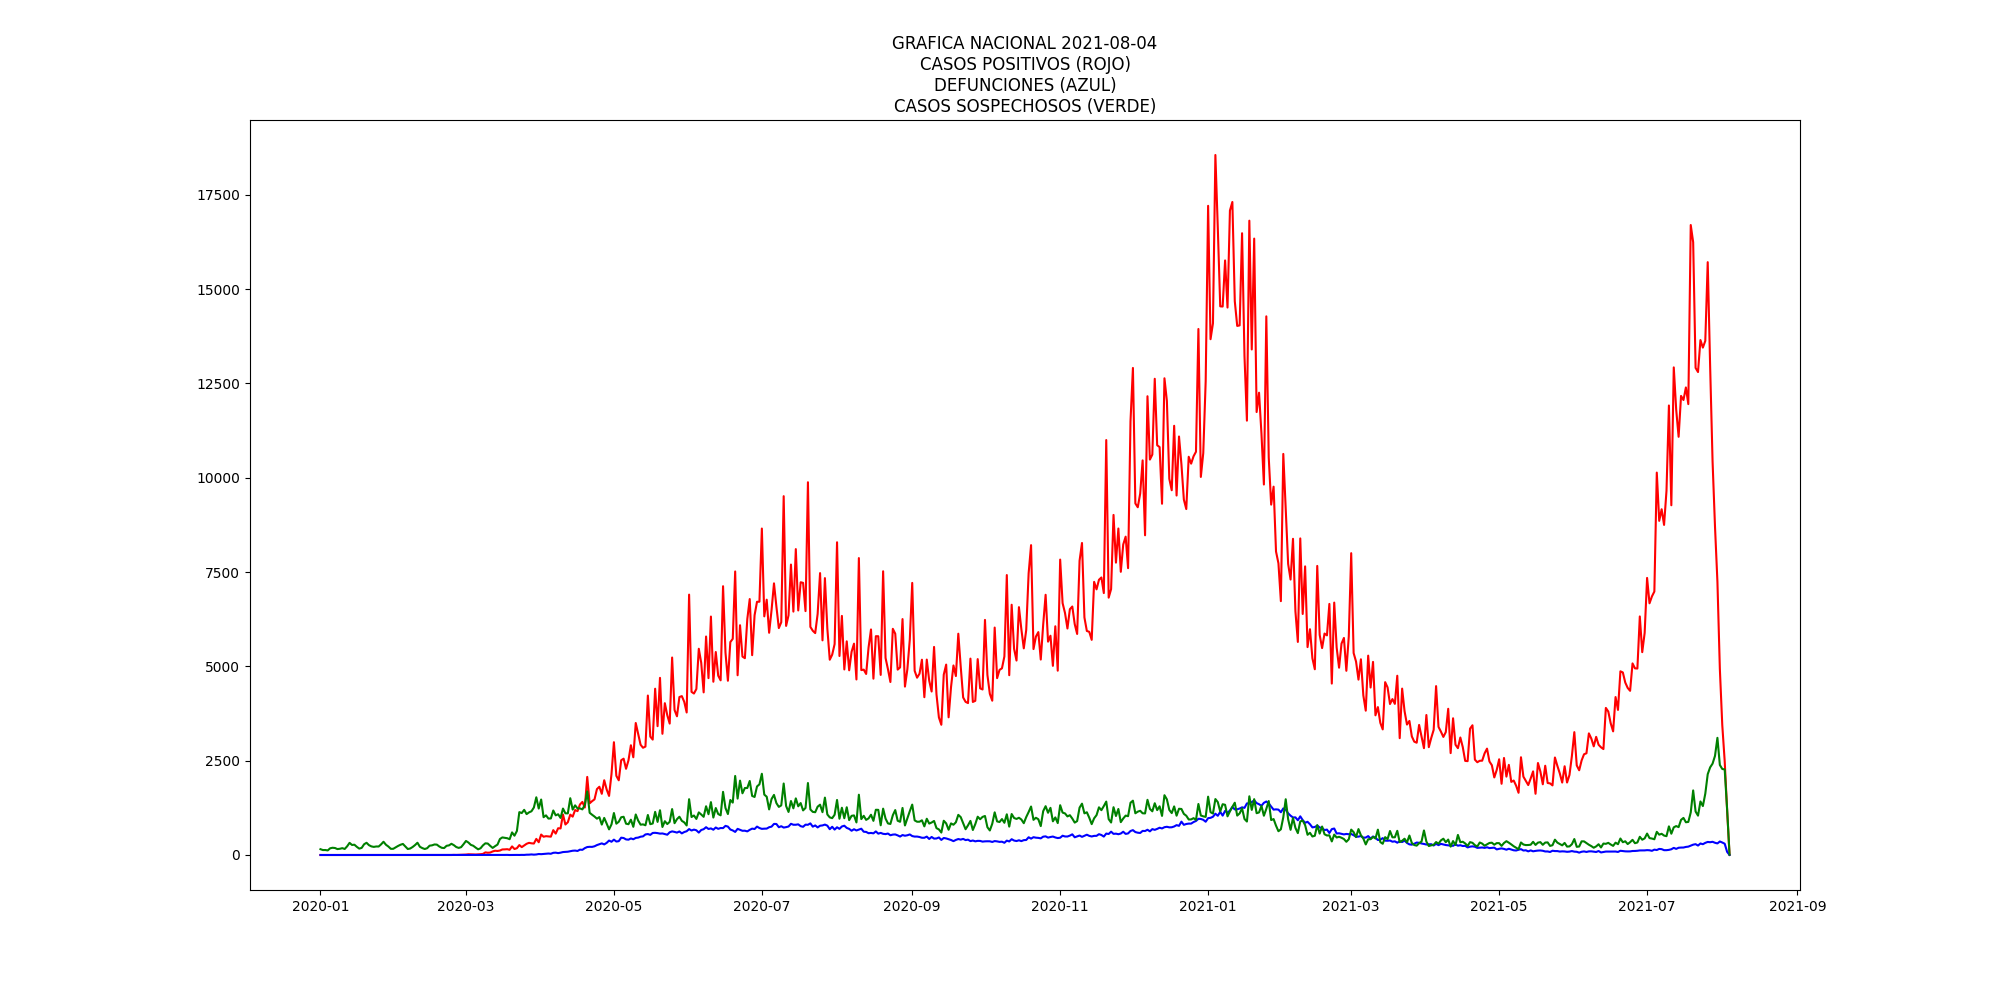 GRAFICA NACIONAL 2021-08-04
CASOS POSITIVOS (ROJO)
DEFUNCIONES (AZUL)
CASOS SOSPECHOSOS (VERDE)
17500
15000
12500
10000
7500
5000
2500
0
2020-01 2020-03 2020-05 2020-07 2020-09 2020-11 2021-01 2021-03 2021-05 2021-07 2021-09